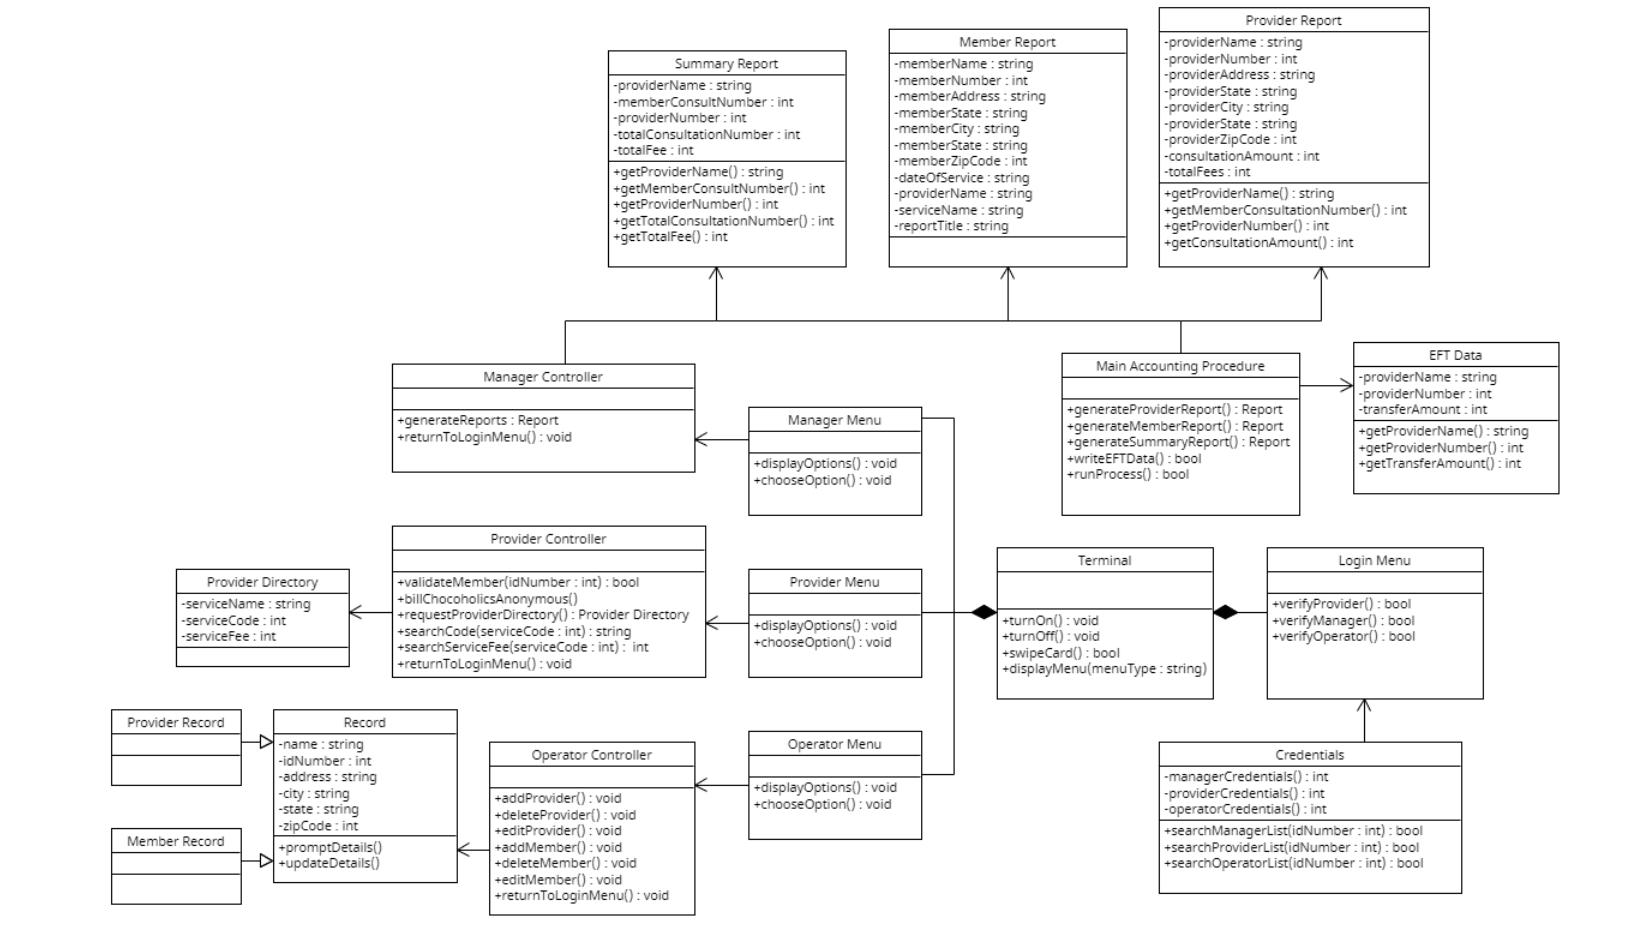 Summary Report
-providerName : string
-memberConsultNumber : int
-providerNumber : int
-totalConsultationNumber : int
-totalFee : int
+getProviderName() : string
+getMemberConsultNumber() : int
+getProviderNumber() : int
+getTotalConsultationNumber() : int
+getTotalFee() : int
Member Report
-memberName : string
-memberNumber : int
-memberAddress : string
-memberState : string
-memberCity : string
-memberState : string
-memberZipCode : int
-dateOfService : string
-providerName : string
-serviceName : string
-reportTitle : string
Provider Report
-providerName : string
-providerNumber : int
-providerAddress : string
-providerState : string
-providerCity : string
-providerState : string
-providerZipCode : int
-consultationAmount : int
-totalFees : int
+getProviderName() : string
+getMemberConsultationNumber() : int
+getProviderNumber() : int
+getConsultationAmount() : int
Manager Controller
+generateReports : Report
+returnToLoginMenu() : void
Manager Menu
+displayOptions() : void
+chooseOption() : void
Main Accounting Procedure
+generateProviderReport() : Report
+generateMemberReport() : Report
+generateSummaryReport() : Report
+writeEFTData() : bool
+runProcess() : bool
EFT Data
-providerName : string
-providerNumber : int
-transferAmount : int
+getProviderName() : string
+getProviderNumber() : int
+getTransferAmount() : int
Provider Directory
-serviceName : string
-serviceCode : int
-serviceFee : int
Provider Controller
+validateMember(idNumber : int) : bool
+billChocoholicsAnonymous()
+requestProviderDirectory() : Provider Directory
+searchCode(serviceCode : int) : string
+searchServiceFee(serviceCode : int) : int
+returnToLoginMenu() : void
Provider Menu
+displayOptions() : void
+chooseOption() : void
Terminal
+turnOn() : void
+turnOff() : void
+swipeCard() : bool
+displayMenu(menuType : string)
Login Menu
+verifyProvider() : bool
+verifyManager() : bool
+verifyOperator() : bool
Provider Record
Member Record
Record
-name : string
-idNumber : int
-address : string
-city : string
-state : string
-zipCode : int
+promptDetails()
+updateDetails()
Operator Controller
+addProvider() : void
+deleteProvider() : void
+editProvider() : void
+addMember() : void
+deleteMember() : void
+editMember() : void
+returnToLoginMenu() : void
Operator Menu
+displayOptions() : void
+chooseOption() : void
Credentials
-managerCredentials() : int
-providerCredentials() : int
-operatorCredentials() : int
+searchManagerList(idNumber : int) : bool
+searchProviderList(idNumber : int) : bool
+searchOperatorList(idNumber : int) : bool